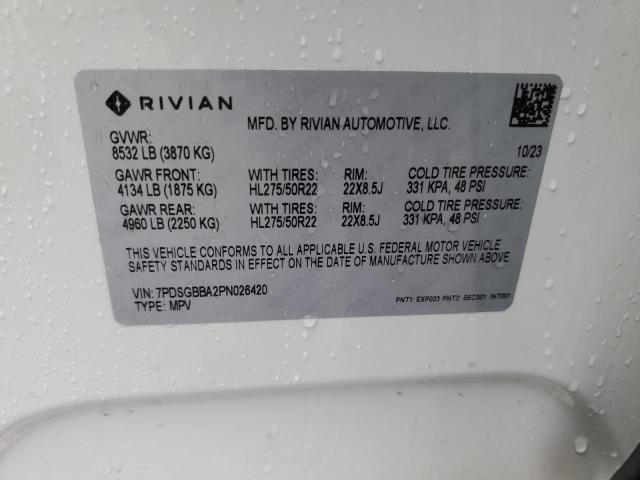 RIVIAN
MFD. BY RIVIAN AUTOMOTIVE, LLC.
GVWR:
8532 LB (3870 KG)
10/23
GAWR FRONT: WITH TIRES: RIM: COLD TIRE PRESSURE:
4134 LB (1875 KG) HL275/50R22 22X8.5J 331 KPA, 48 PSI
GAWR REAR: WITH TIRES: RIM: COLD TIRE PRESSURE:
4960 LB (2250 KG) HL275/50R22 22X8.5J 331 KPA, 48 PSI
THIS VEHICLE CONFORMS TO ALL APPLICABLE U.S. FEDERAL MOTOR VEHICLE
SAFETY STANDARDS IN EFFECT ON THE DATE OF MANUFACTURE SHOWN ABOVE.
VIN: 7PDSGBBA2PN026420
TYPE: MPV
PNT1: EXP003 PNT2: SEC001 INT001